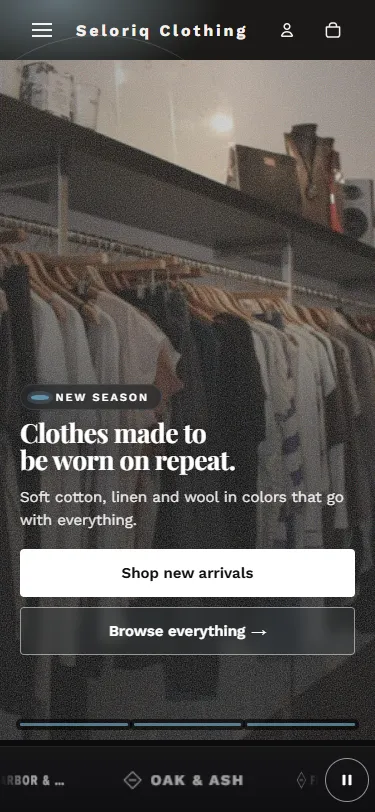 Seloriq Clothing
NEW SEASON
Clothes made to
be worn on repeat.
Soft cotton, linen and wool in colors that go
with everything.
Shop new arrivals
Browse everything →
RBOR & …
OAK & ASH